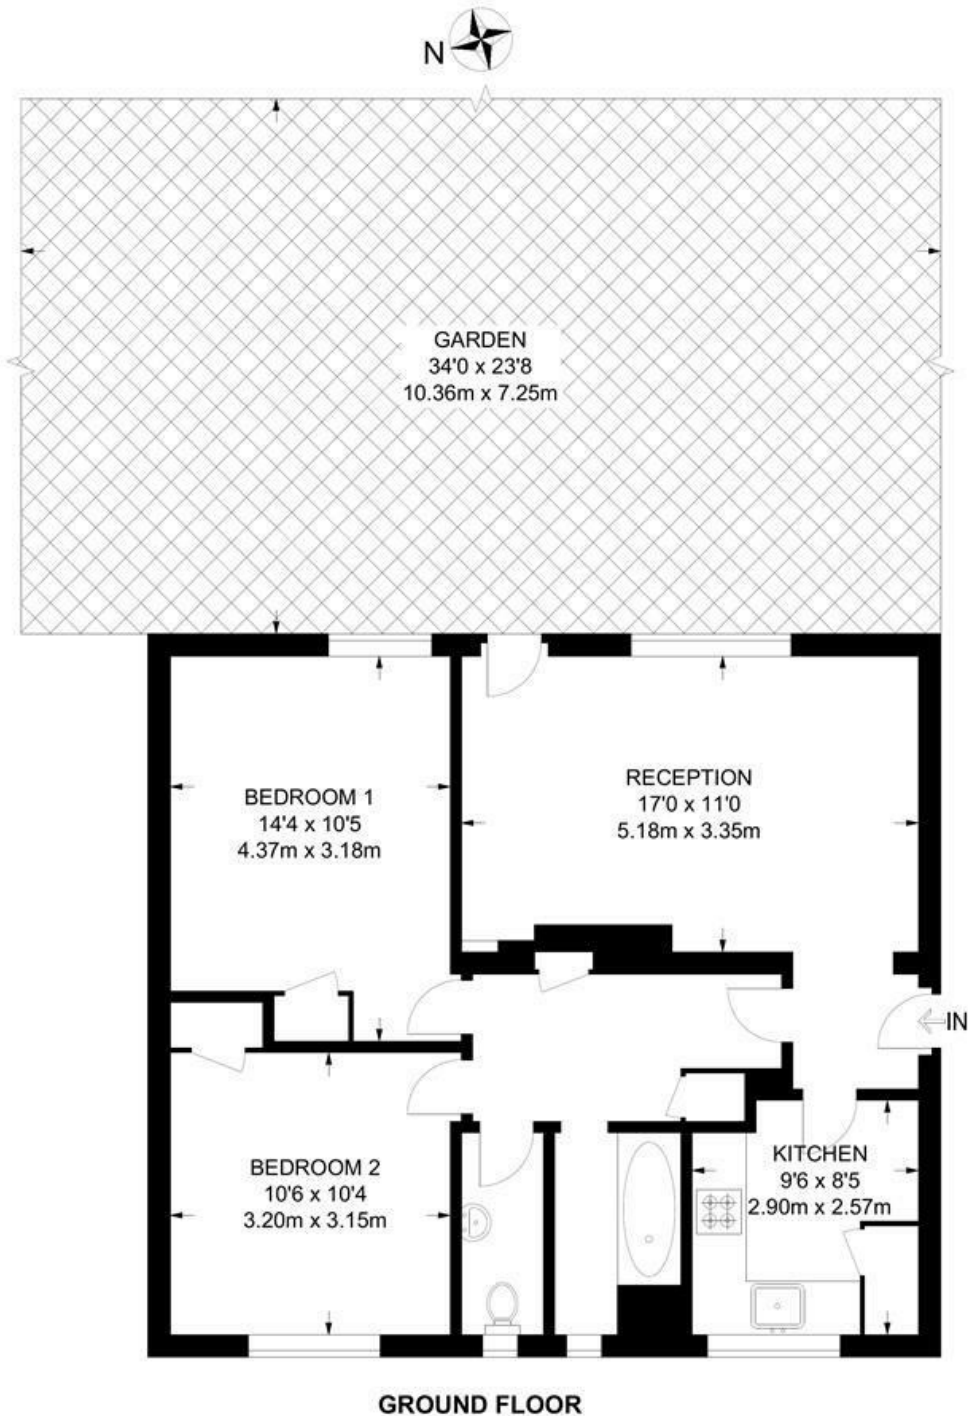 N
GARDEN
34'0 x 23'8
10.36m x 7.25m
BEDROOM 1
14'4 x 10'5
4.37m x 3.18m
RECEPTION
17'0 x 11'0
5.18m x 3.35m
IN
BEDROOM 2
10'6 x 10'4
3.20m x 3.15m
KITCHEN
9'6 x 8'5
2.90m x 2.57m
GROUND FLOOR